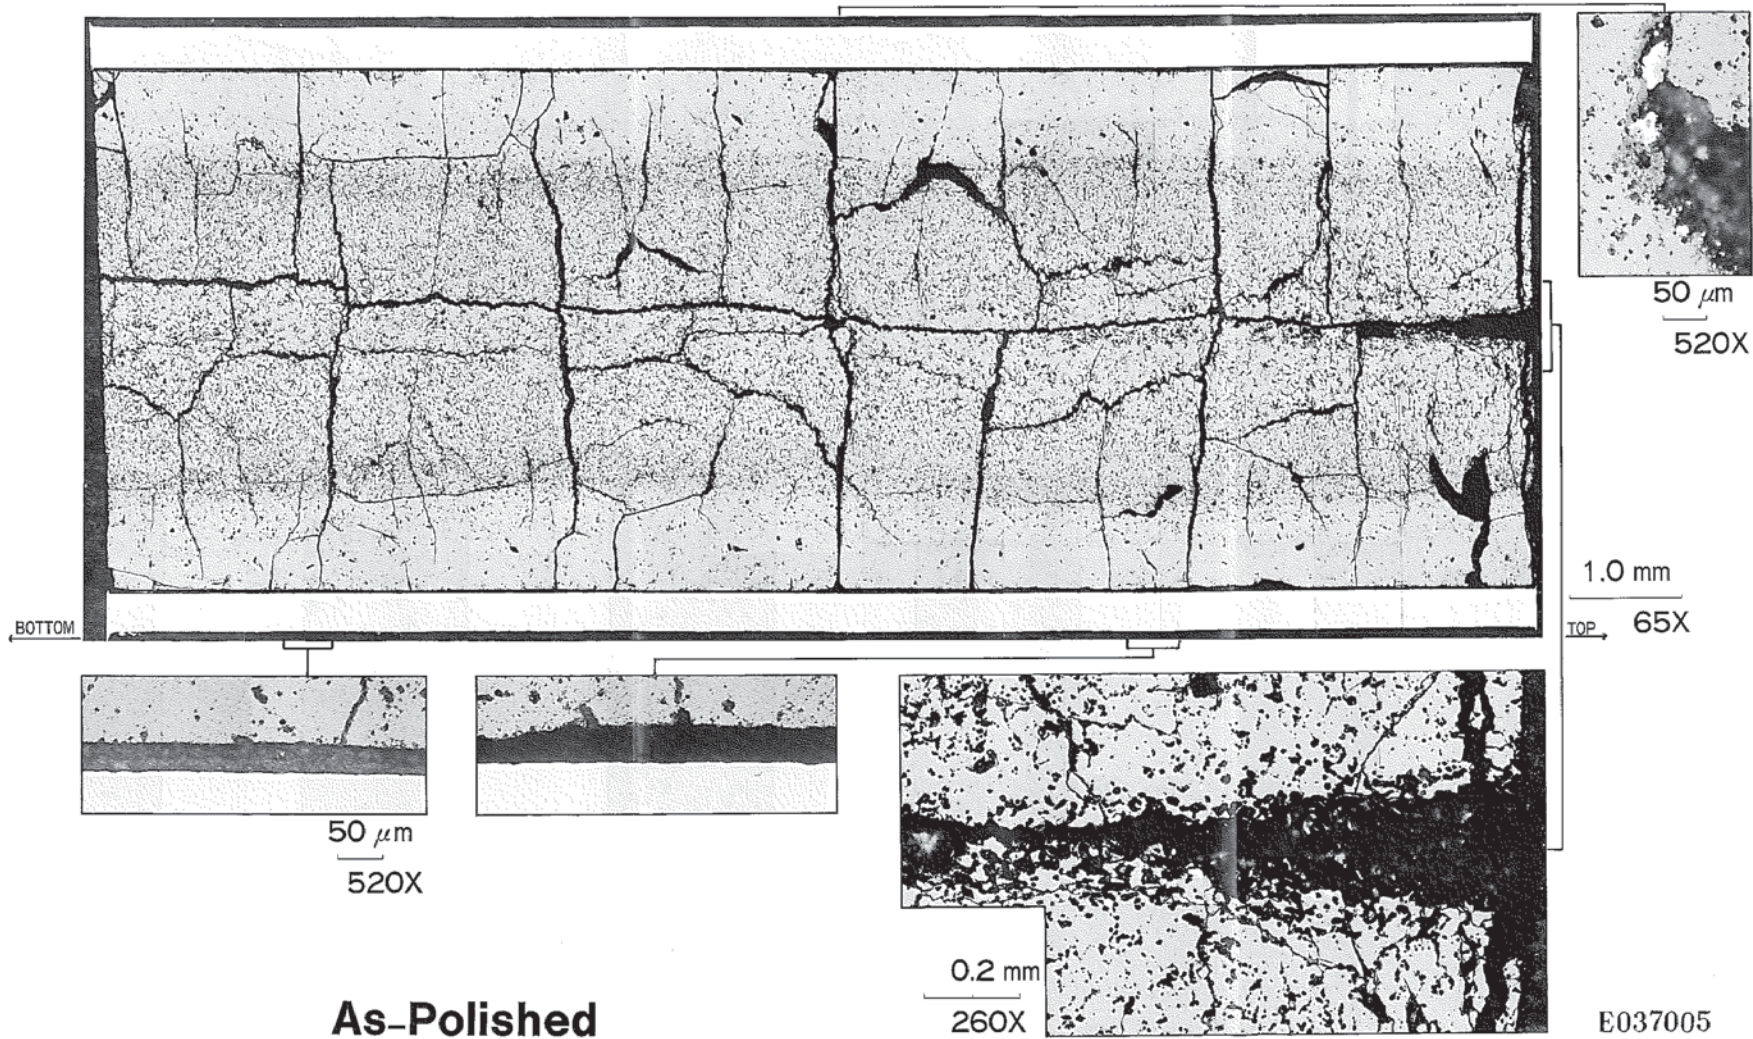 50 μm
520X
1.0 mm
65X
BOTTOM
TOP
50 μm
520X
0.2 mm
260X
As-Polished
E037005